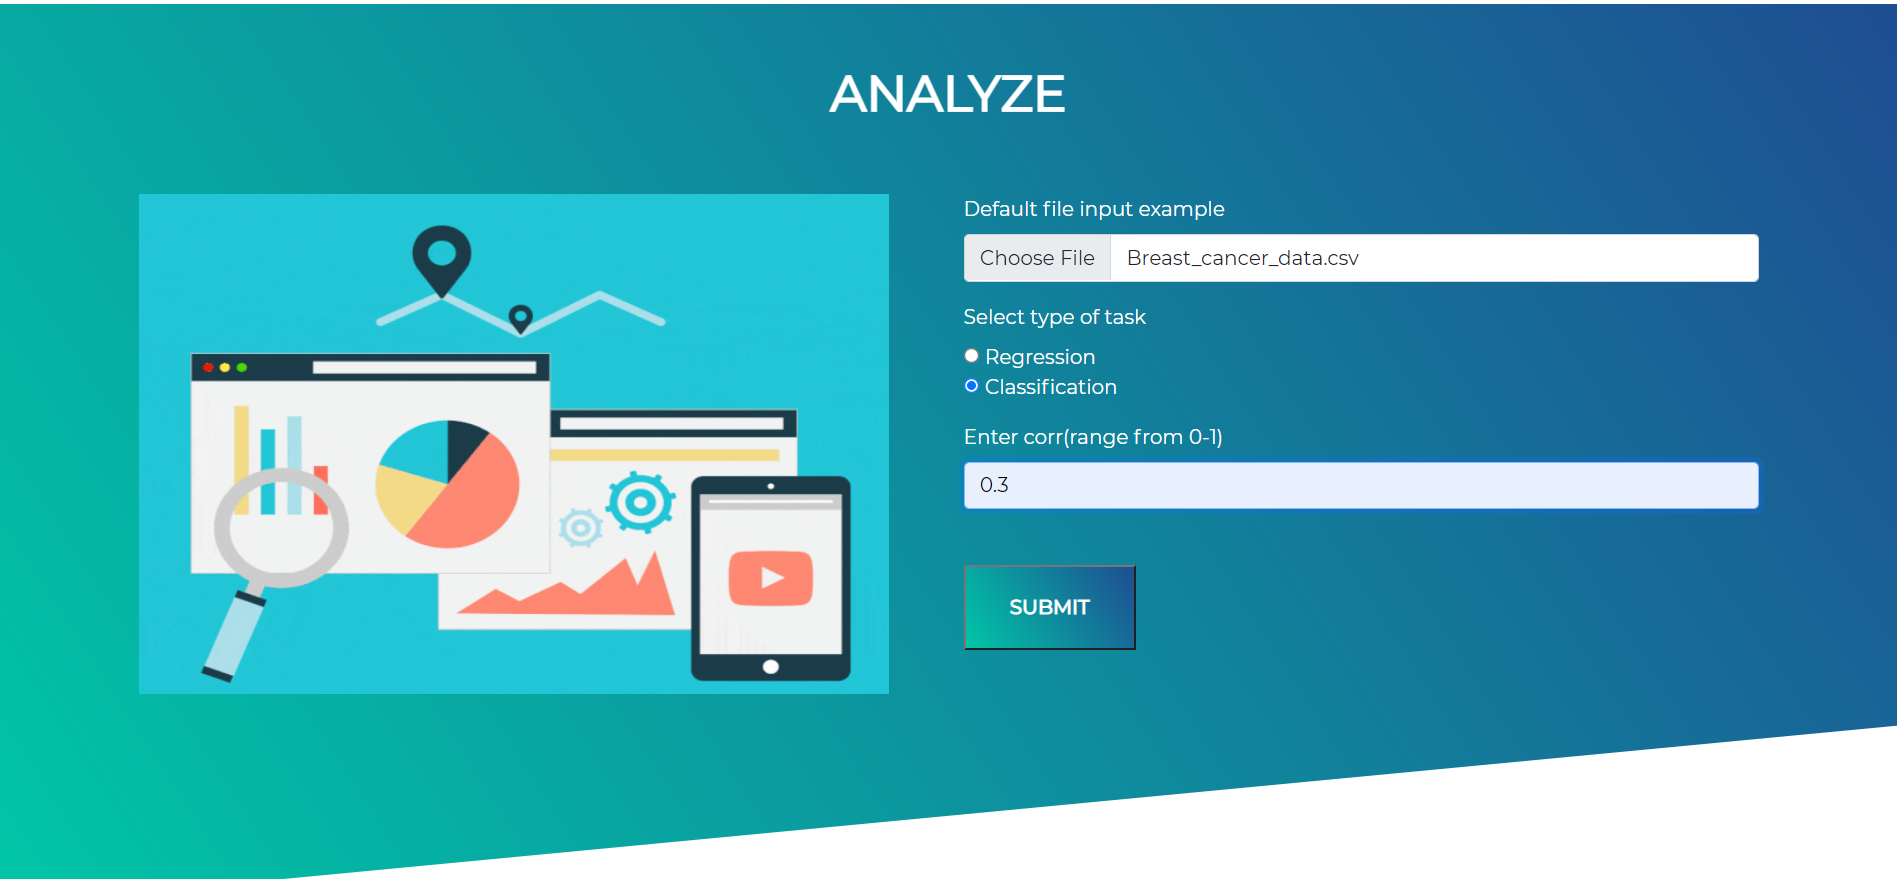 ANALYZE
Default file input example
Choose File Breast_cancer_data.csv
Select type of task
Regression
Classification
Enter corr(range from 0-1)
0.3
SUBMIT